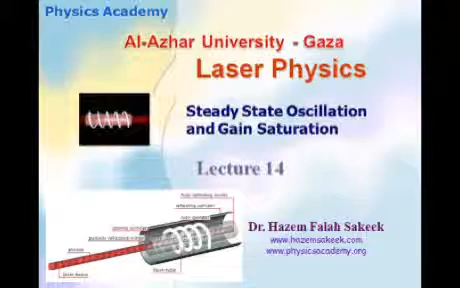 Physics Academy
Al-Azhar University - Gaza
Laser Physics
Steady State Oscillation
and Gain Saturation
Lecture 14
Dr. Hazem Falah Sakeek
www.hazemsakeek.com
www.physicsacademy.org